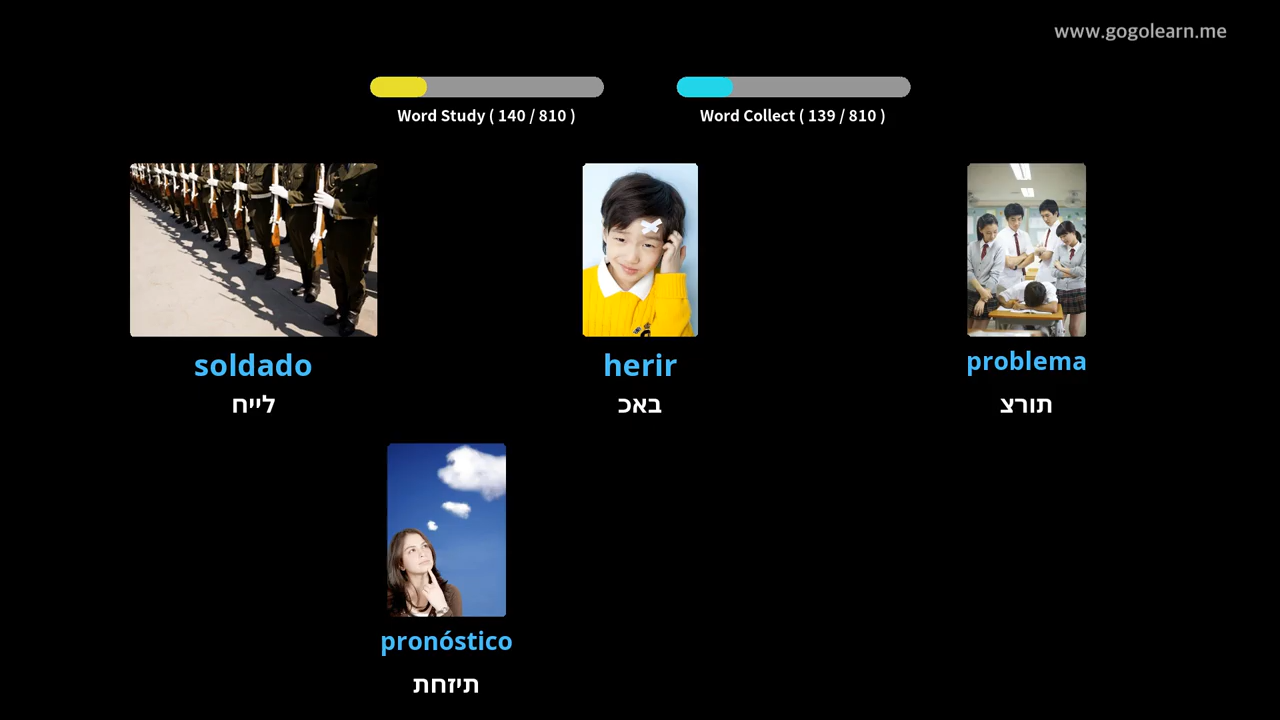 www.gogolearn.me
Word Study ( 140 / 810 )
Word Collect ( 139 / 810 )
soldado
לייח
herir
באכ
problema
תורצ
pronóstico
תיזחת